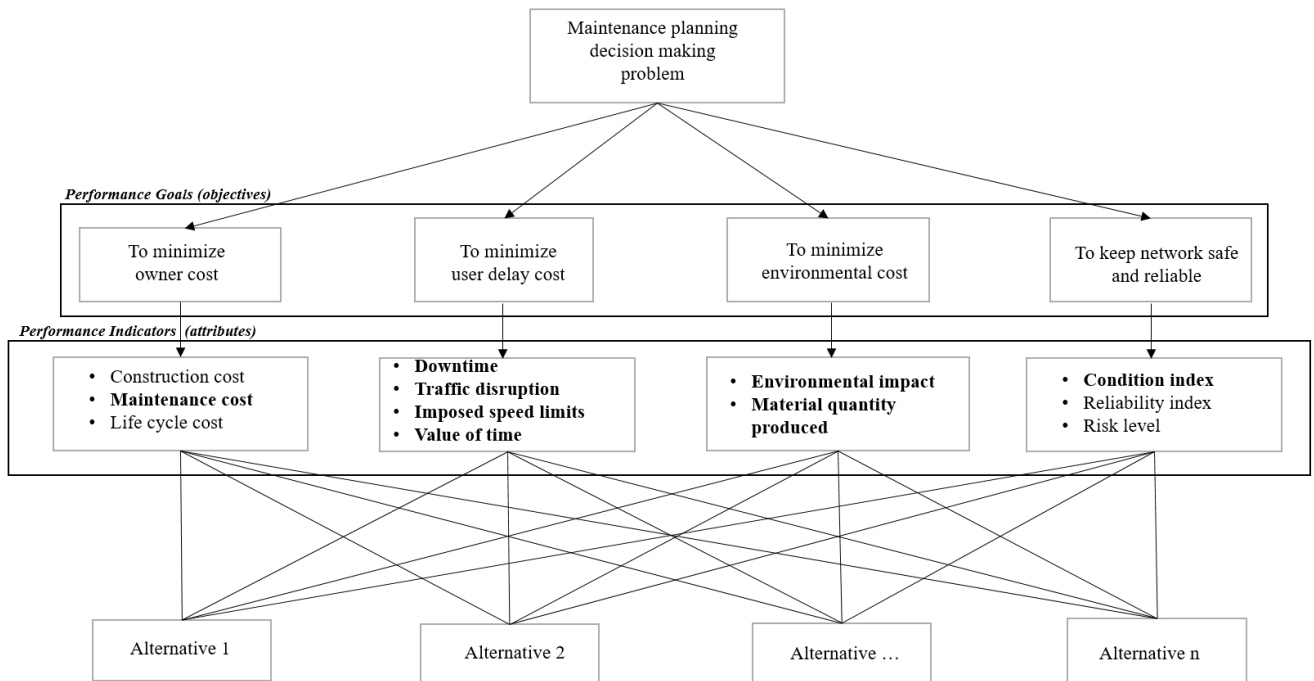 Maintenance planning
decision making
problem
Performance Goals (objectives)
To minimize
owner cost
To minimize
user delay cost
To minimize
environmental cost
To keep network safe
and reliable
Performance Indicators (attributes)
• Construction cost
• Maintenance cost
• Life cycle cost
• Downtime
• Traffic disruption
• Imposed speed limits
• Value of time
• Environmental impact
• Material quantity
produced
• Condition index
• Reliability index
• Risk level
Alternative 1
Alternative 2
Alternative …
Alternative n